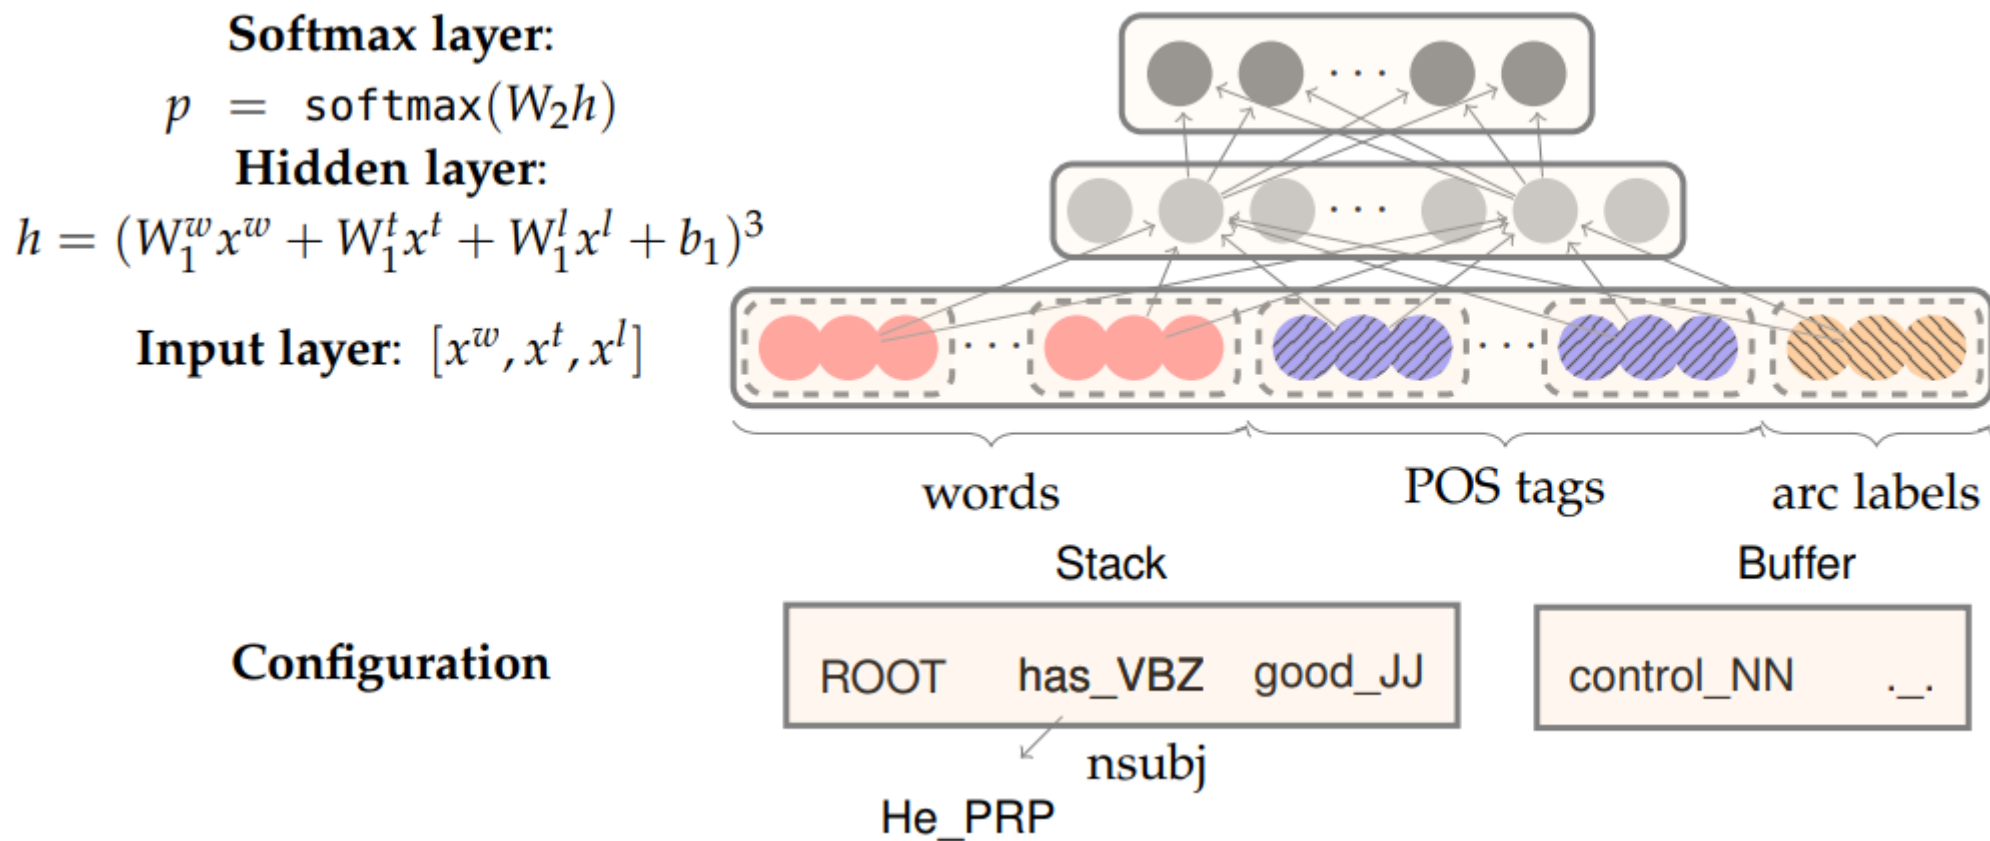 Softmax layer:
p = softmax(W₂h)
Hidden layer:
h = (W₁ʷxʷ + W₁ᵗxᵗ + W₁ˡxˡ + b₁)³
Input layer: [xʷ, xᵗ, xˡ]
· · ·
· · ·
· · ·
· · ·
words
POS tags
arc labels
Stack
Buffer
Configuration
ROOT has_VBZ good_JJ
control_NN ._.
nsubj
He_PRP